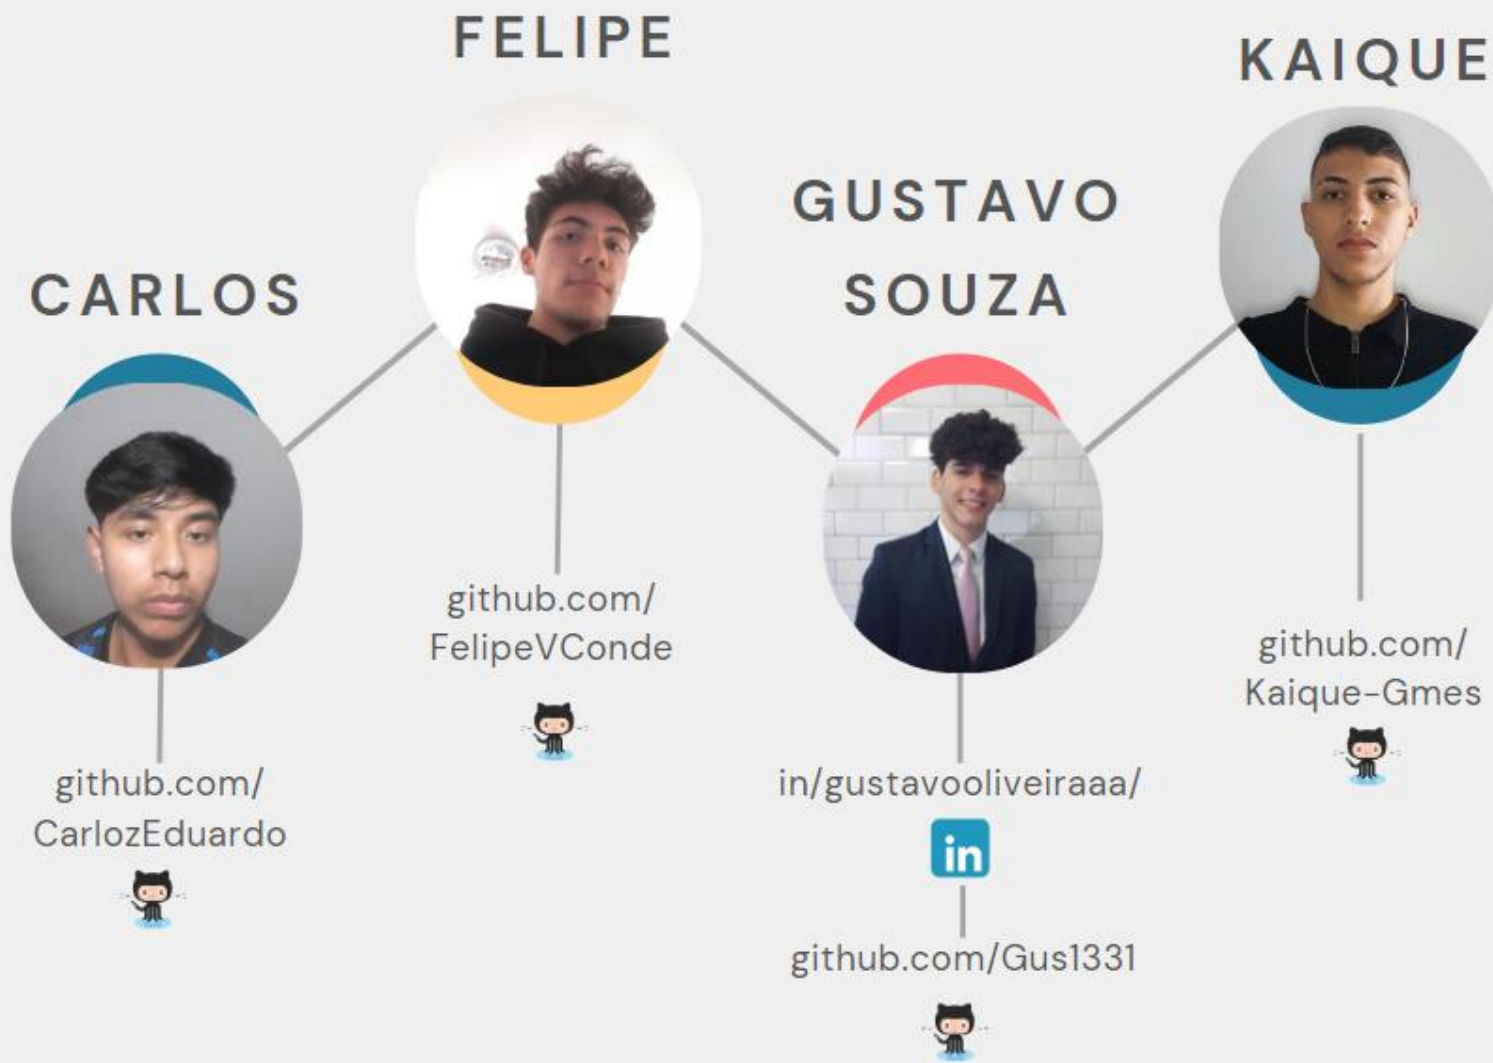 FELIPE
KAIQUE
GUSTAVO
SOUZA
CARLOS
github.com/
FelipeVConde
github.com/
Kaique-Gmes
github.com/
CarlozEduardo
in/gustavooliveiraaa/
in
github.com/Gus1331